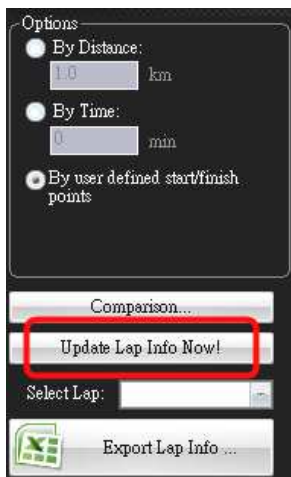 Options
By Distance:
1.0 km
By Time:
0 min
By user defined start/finish
points
Comparison...
Update Lap Info Now!
Select Lap:
Export Lap Info ...